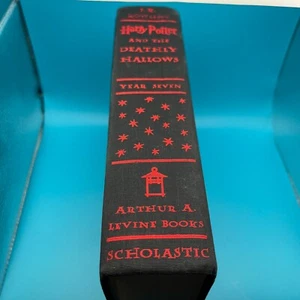 J. K.
ROWLING
Harry Potter
AND THE
DEATHLY
HALLOWS
YEAR SEVEN
ARTHUR A.
LEVINE BOOKS
SCHOLASTIC